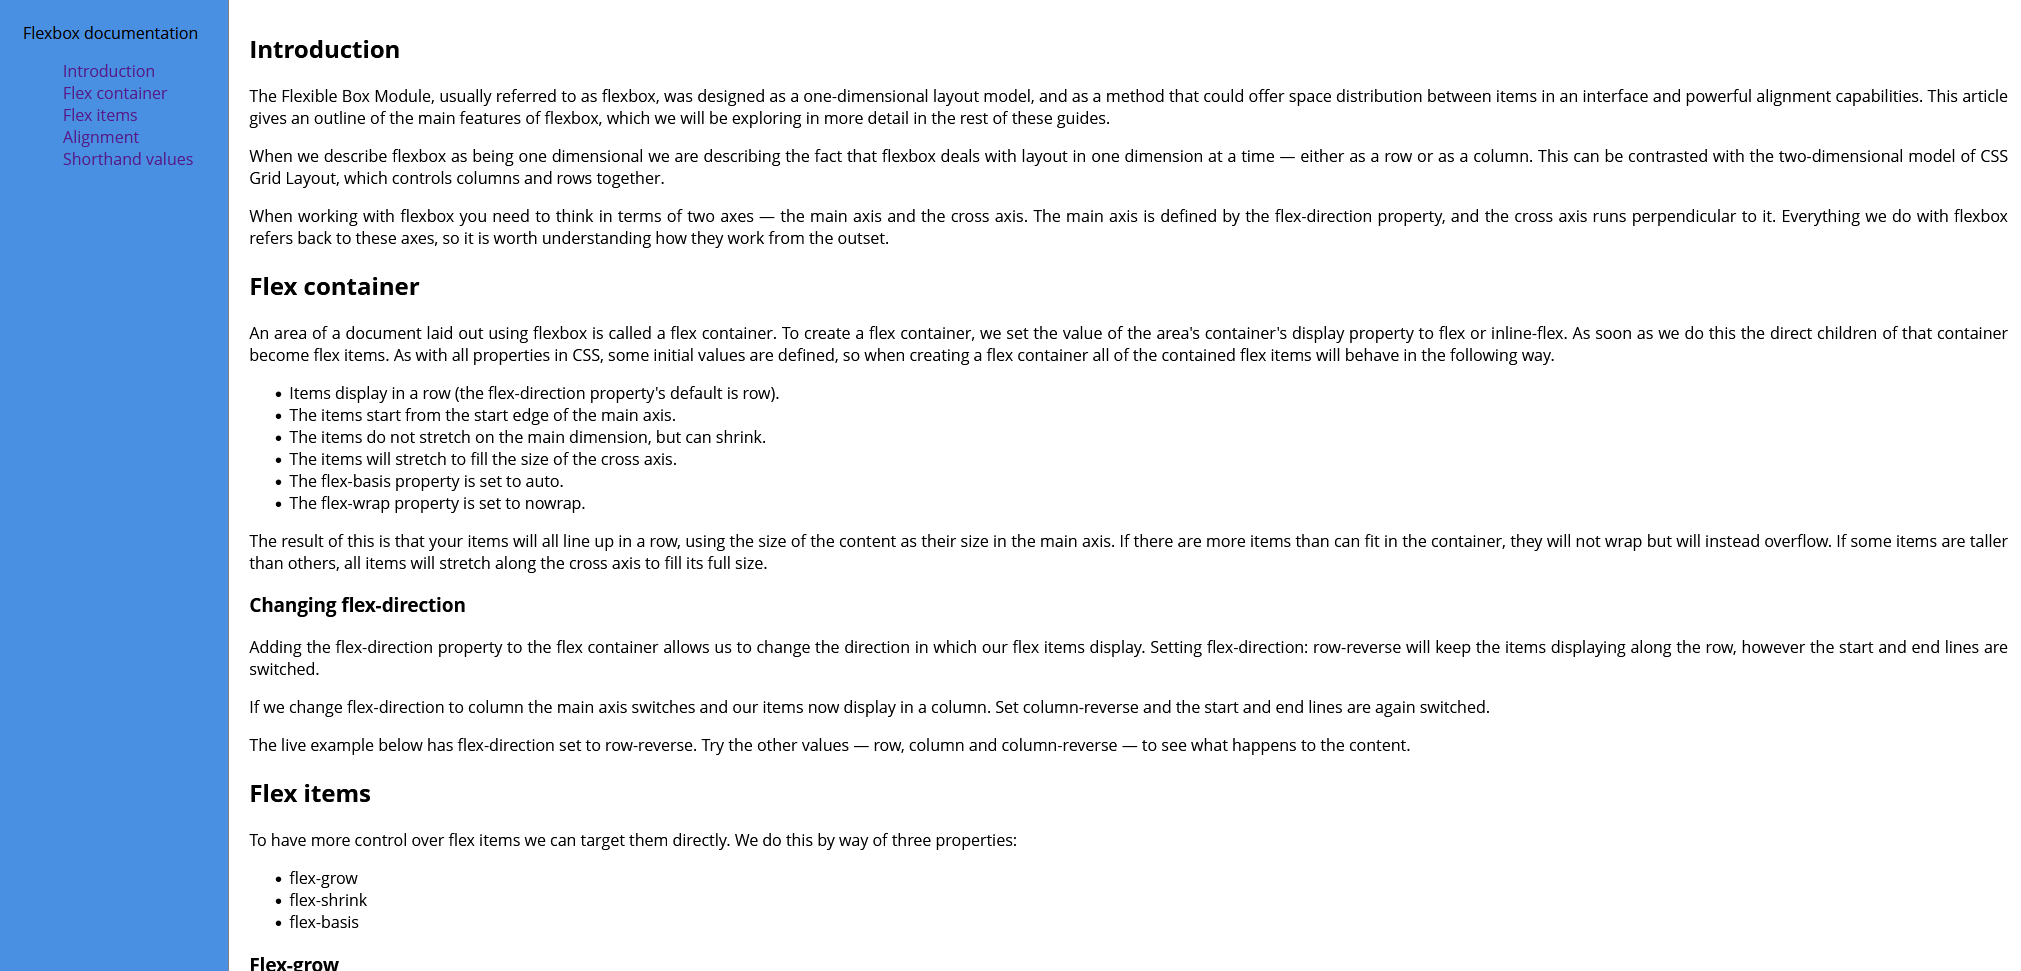 Flexbox documentation
Introduction
Flex container
Flex items
Alignment
Shorthand values
Introduction
The Flexible Box Module, usually referred to as flexbox, was designed as a one-dimensional layout model, and as a method that could offer space distribution between items in an interface and powerful alignment capabilities. This article
gives an outline of the main features of flexbox, which we will be exploring in more detail in the rest of these guides.
When we describe flexbox as being one dimensional we are describing the fact that flexbox deals with layout in one dimension at a time — either as a row or as a column. This can be contrasted with the two-dimensional model of CSS
Grid Layout, which controls columns and rows together.
When working with flexbox you need to think in terms of two axes — the main axis and the cross axis. The main axis is defined by the flex-direction property, and the cross axis runs perpendicular to it. Everything we do with flexbox
refers back to these axes, so it is worth understanding how they work from the outset.
Flex container
An area of a document laid out using flexbox is called a flex container. To create a flex container, we set the value of the area's container's display property to flex or inline-flex. As soon as we do this the direct children of that container
become flex items. As with all properties in CSS, some initial values are defined, so when creating a flex container all of the contained flex items will behave in the following way.
• Items display in a row (the flex-direction property's default is row).
• The items start from the start edge of the main axis.
• The items do not stretch on the main dimension, but can shrink.
• The items will stretch to fill the size of the cross axis.
• The flex-basis property is set to auto.
• The flex-wrap property is set to nowrap.
The result of this is that your items will all line up in a row, using the size of the content as their size in the main axis. If there are more items than can fit in the container, they will not wrap but will instead overflow. If some items are taller
than others, all items will stretch along the cross axis to fill its full size.
Changing flex-direction
Adding the flex-direction property to the flex container allows us to change the direction in which our flex items display. Setting flex-direction: row-reverse will keep the items displaying along the row, however the start and end lines are
switched.
If we change flex-direction to column the main axis switches and our items now display in a column. Set column-reverse and the start and end lines are again switched.
The live example below has flex-direction set to row-reverse. Try the other values — row, column and column-reverse — to see what happens to the content.
Flex items
To have more control over flex items we can target them directly. We do this by way of three properties:
• flex-grow
• flex-shrink
• flex-basis
Flex-grow